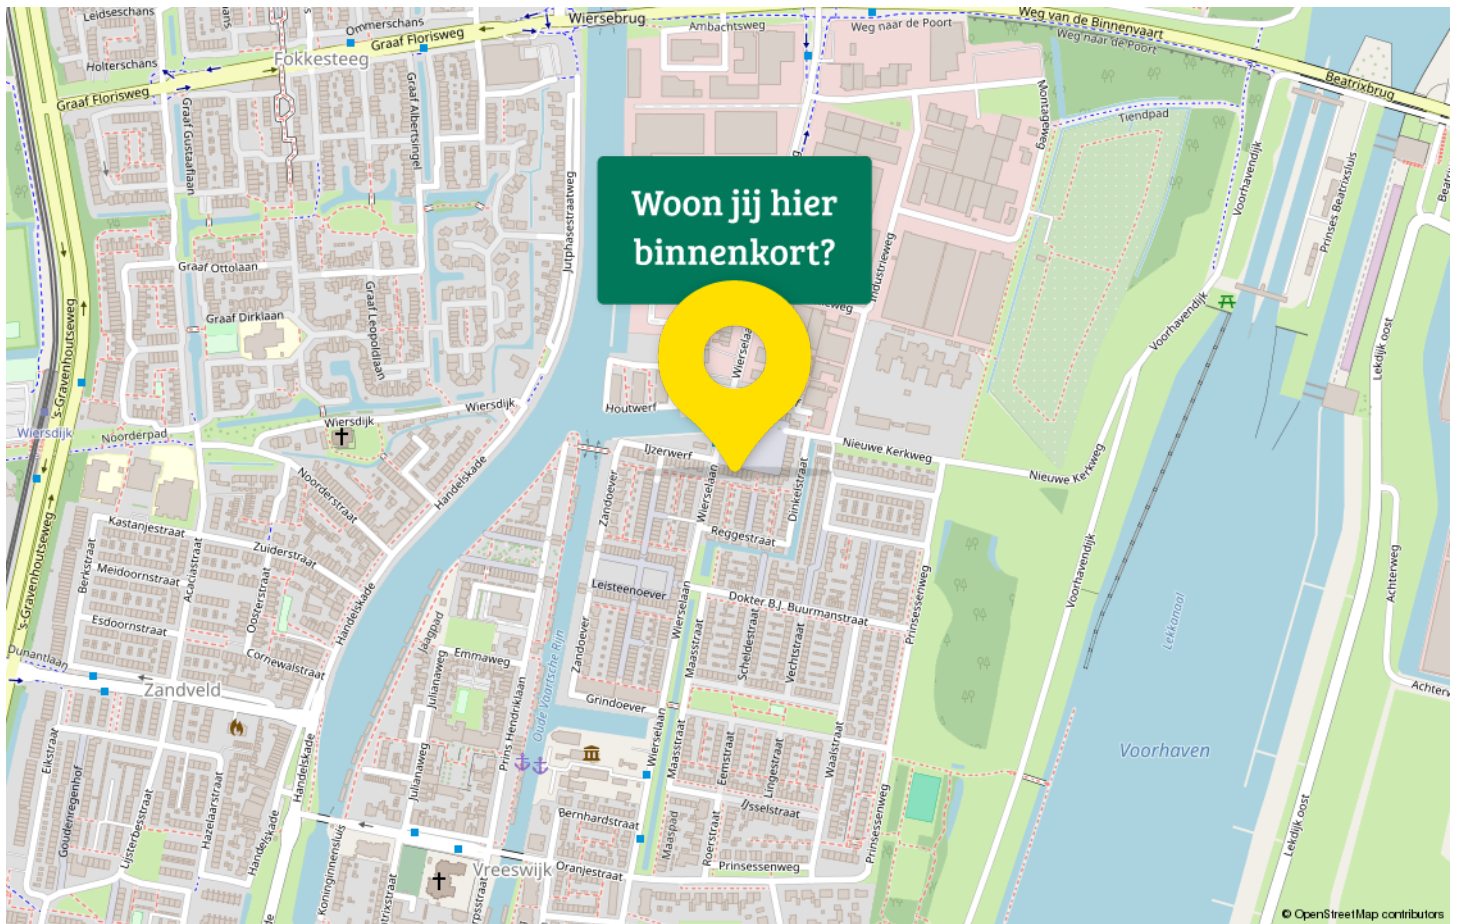 Leidseschans
Ommerschans
Wiersebrug
Ambachtsweg
Weg naar de Poort
Weg van de Binnenvaart
Weg naar de Poort
Graaf Florisweg
Fokkesteeg
Holterschans
Graaf Florisweg
Beatrixbrug
Graaf Gustaaflaan
Graaf Albertsingel
Montageweg
Tiendpad
Jutphasestraatweg
Voorhavendijk
Prinses Beatrixsluis
Woon jij hier
binnenkort?
Graaf Ottolaan
Graaf Leopoldlaan
Graaf Dirklaan
Industrieweg
Voorhavendijk
's-Gravenhoutseweg
Lekdijk oost
Wierselaan
Houtwerf
Wiersdijk
Wiersdijk
Wiersdijk
Noorderpad
IJzerwerf
Nieuwe Kerkweg
Nieuwe Kerkweg
Handelskade
Noorderstraat
Zandoever
Wierselaan
Dinkelstraat
Reggestraat
Kastanjestraat
Zuiderstraat
's-Gravenhoutseweg
Berkstraat
Meidoornstraat
Acaciastraat
Oosterstraat
Handelskade
Leisteenoever
Wierselaan
Dokter B.J. Buurmanstraat
Prinsessenweg
Voorhavendijk
Achterweg
Lekkanaal
Esdoornstraat
Cornewalstraat
Dunantlaan
Jaagpad
Emmaweg
Julianaweg
Oude Vaartsche Rijn
Zandoever
Maasstraat
Scheldestraat
Vechtstraat
Zandveld
Prins Hendriklaan
Grindoever
Achterw
Eikstraat
Handelskade
Julianaweg
Wierselaan
Maasstraat
Eemstraat
Lingestraat
Waalstraat
Voorhaven
Goudenregenhof
Lijsterbesstraat
Hazelaarstraat
Handelskade
Koninginnensluis
Bernhardstraat
IJsselstraat
Maaspad
Roerstraat
Prinsessenweg
Prinsessenweg
Lekdijk oost
Vreeswijk
Oranjestraat
© OpenStreetMap contributors